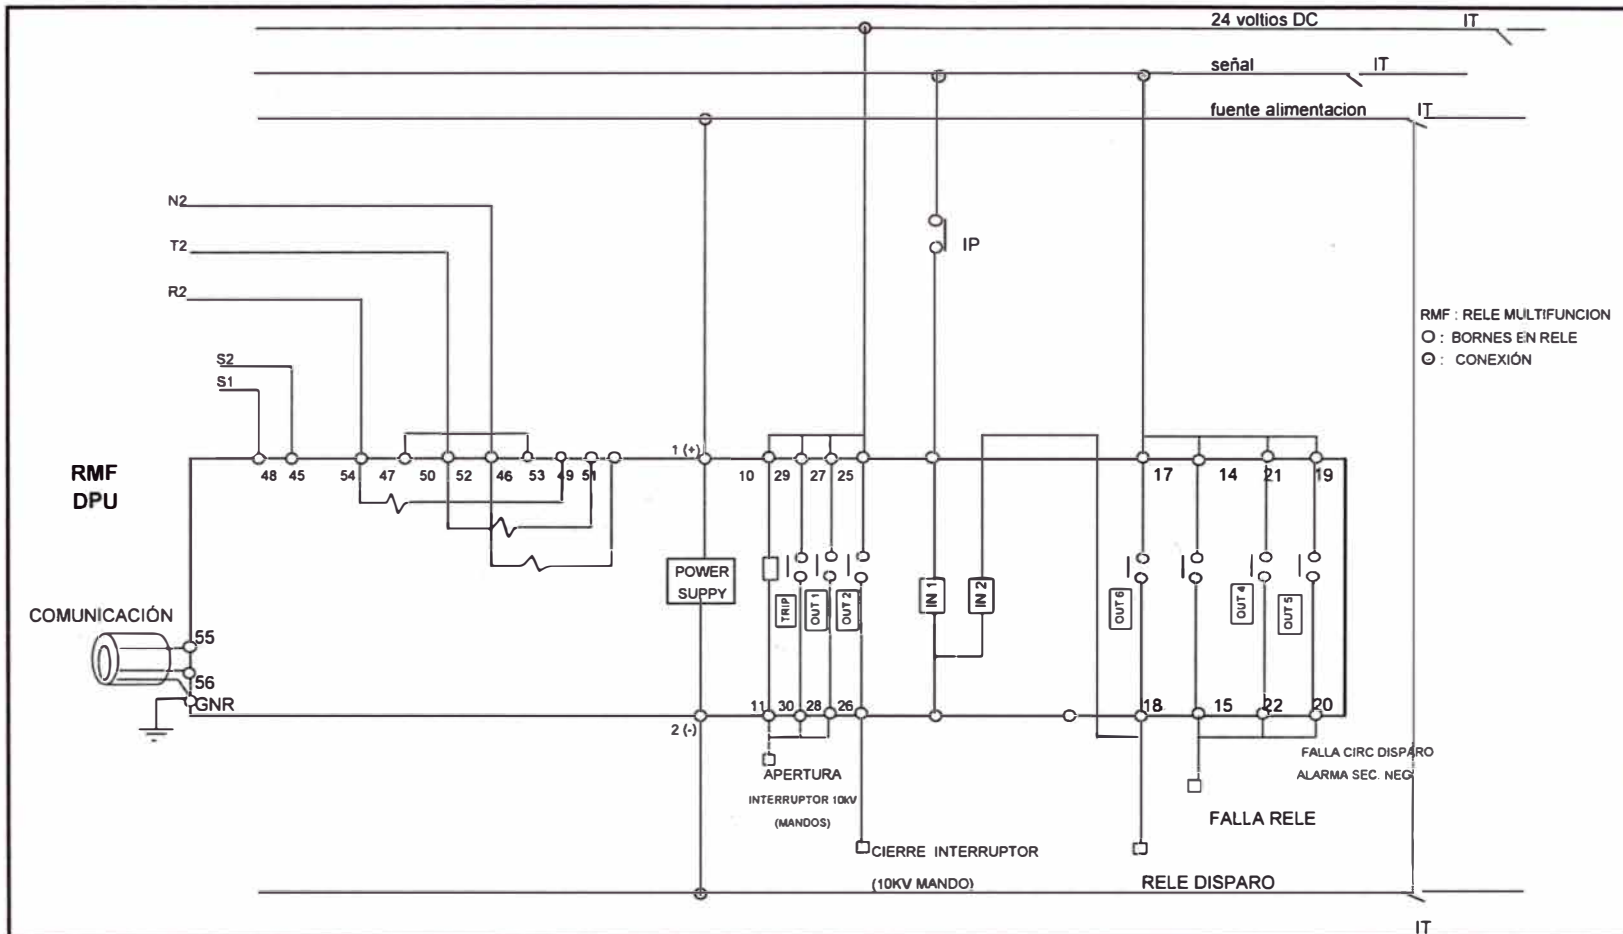 24 voltios DC IT
señal IT
fuente alimentacion IT
N2
T2
IP
R2
RMF : RELE MULTIFUNCION
O : BORNES EN RELE
O : CONEXIÓN
S2
S1
1 (+)
RMF
DPU
48 45 54 47 50 52 46 53 49 51 10 29 27 25 17 14 21 19
POWER
SUPPY
TRIP
OUT 1
OUT 2
IN 1
IN 2
OUT 6
OUT 4
OUT 5
COMUNICACIÓN
55
56
GNR
2 (-)
11 30 28 26 18 15 22 20
APERTURA
INTERRUPTOR 10KV
(MANDOS)
FALLA CIRC DISPARO
ALARMA SEC. NEG
FALLA RELE
CIERRE INTERRUPTOR
(10KV MANDO)
RELE DISPARO
IT